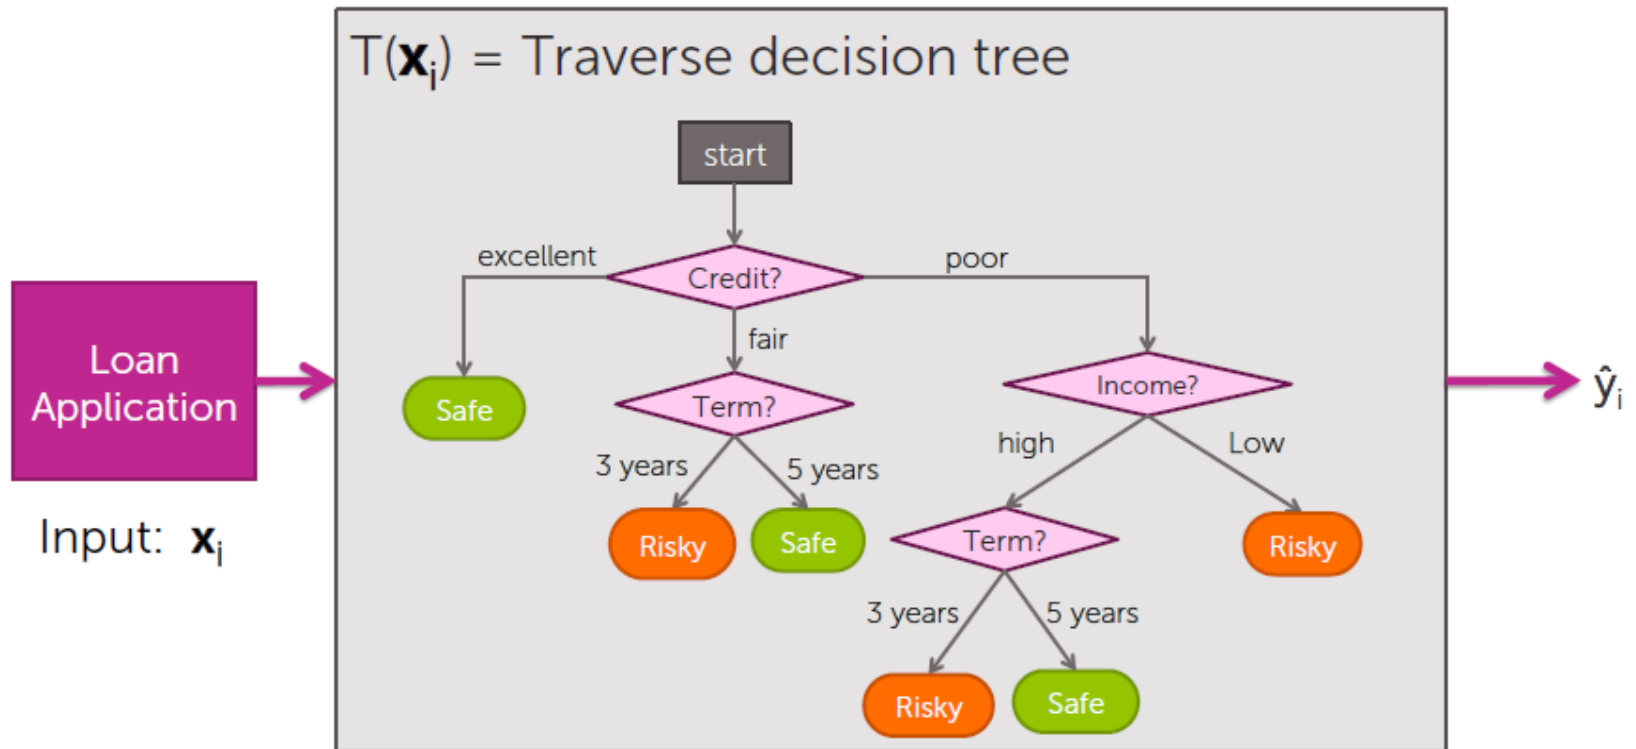 T(xᵢ) = Traverse decision tree
start
excellent
Credit?
poor
fair
Loan
Application
Input: xᵢ
Safe
Term?
Income?
ŷᵢ
3 years
5 years
high
Low
Risky
Safe
Term?
Risky
3 years
5 years
Risky
Safe